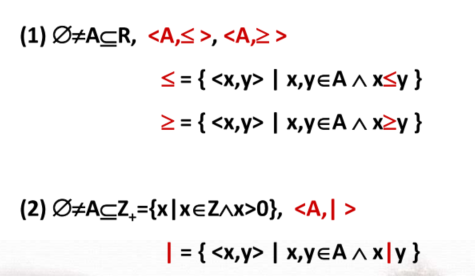 (1) ∅≠A⊆R, <A,≤ >, <A,≥ >
≤ = { <x,y> | x,y∈A ∧ x≤y }
≥ = { <x,y> | x,y∈A ∧ x≥y }
(2) ∅≠A⊆Z₊={x|x∈Z∧x>0}, <A,| >
| = { <x,y> | x,y∈A ∧ x|y }